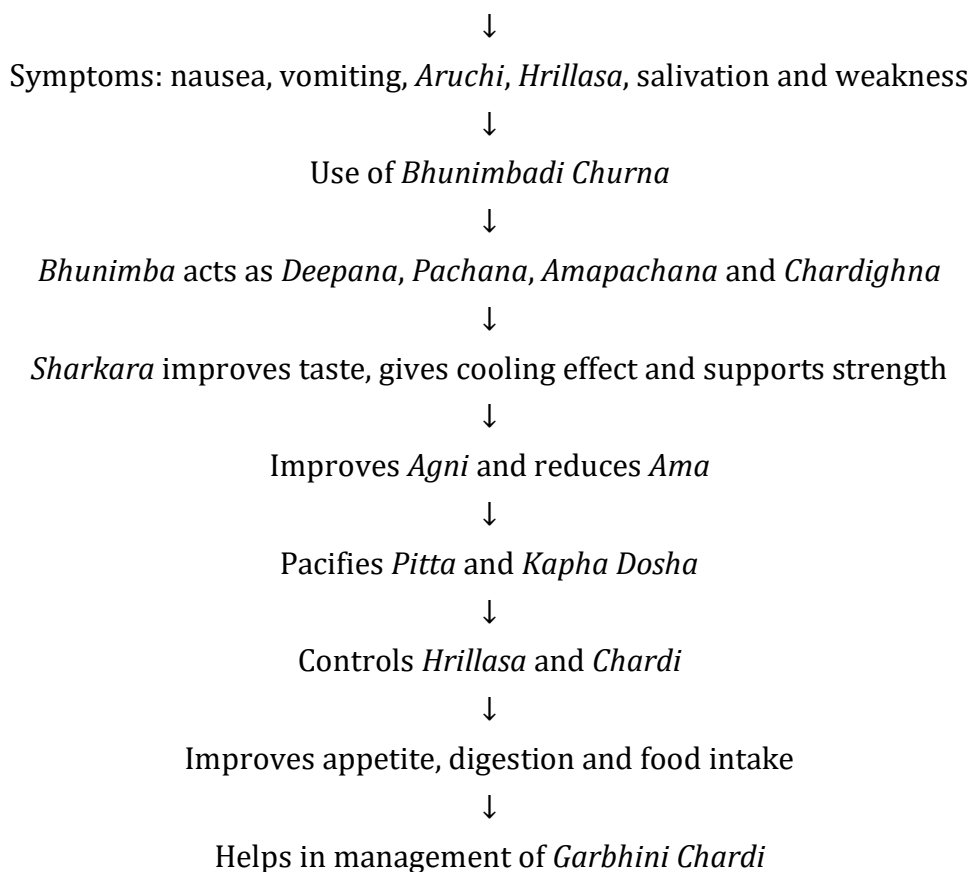 ↓
Symptoms: nausea, vomiting, Aruchi, Hrillasa, salivation and weakness
↓
Use of Bhunimbadi Churna
↓
Bhunimba acts as Deepana, Pachana, Amapachana and Chardighna
↓
Sharkara improves taste, gives cooling effect and supports strength
↓
Improves Agni and reduces Ama
↓
Pacifies Pitta and Kapha Dosha
↓
Controls Hrillasa and Chardi
↓
Improves appetite, digestion and food intake
↓
Helps in management of Garbhini Chardi